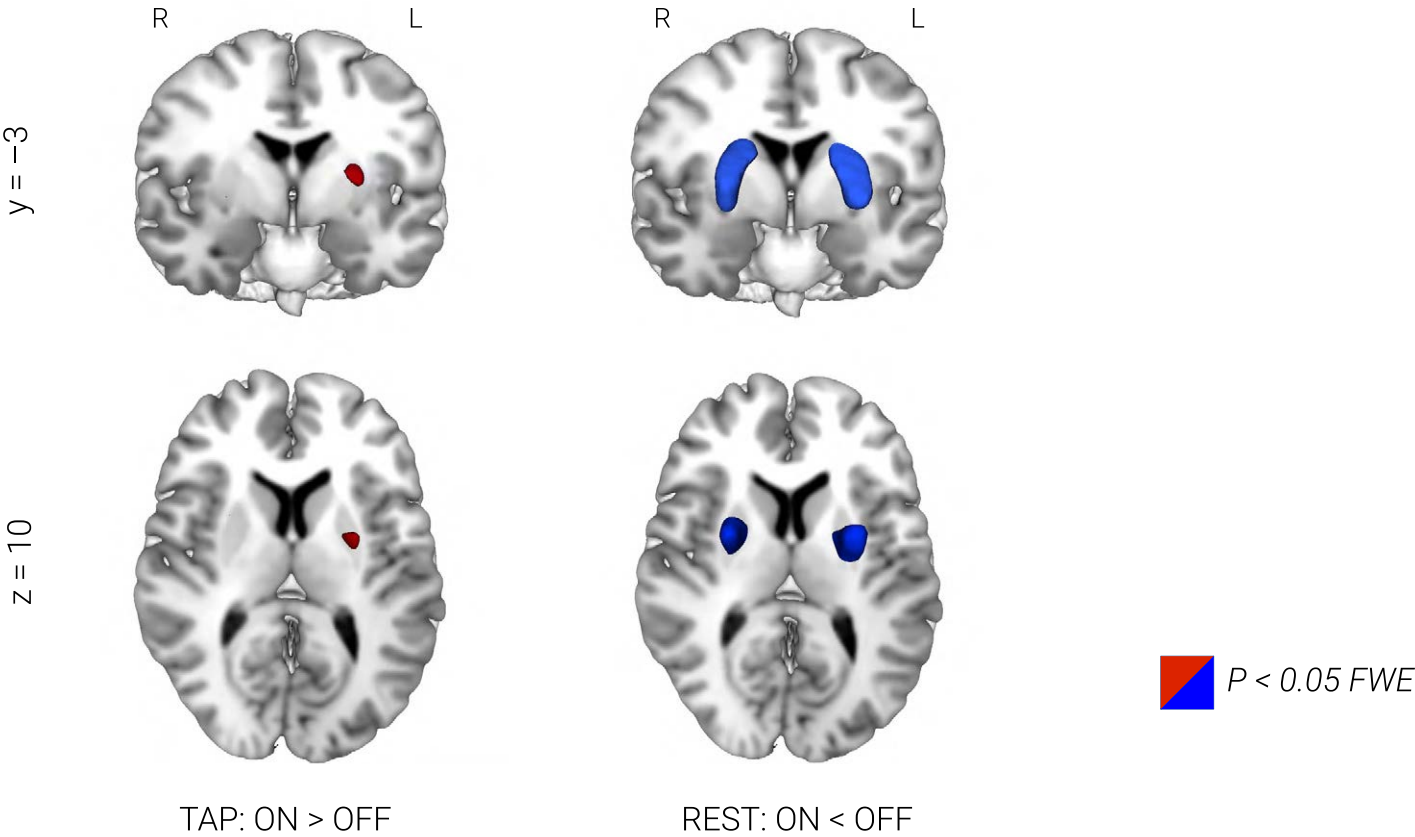 R L R L
y = −3
z = 10
P < 0.05 FWE
TAP: ON > OFF REST: ON < OFF